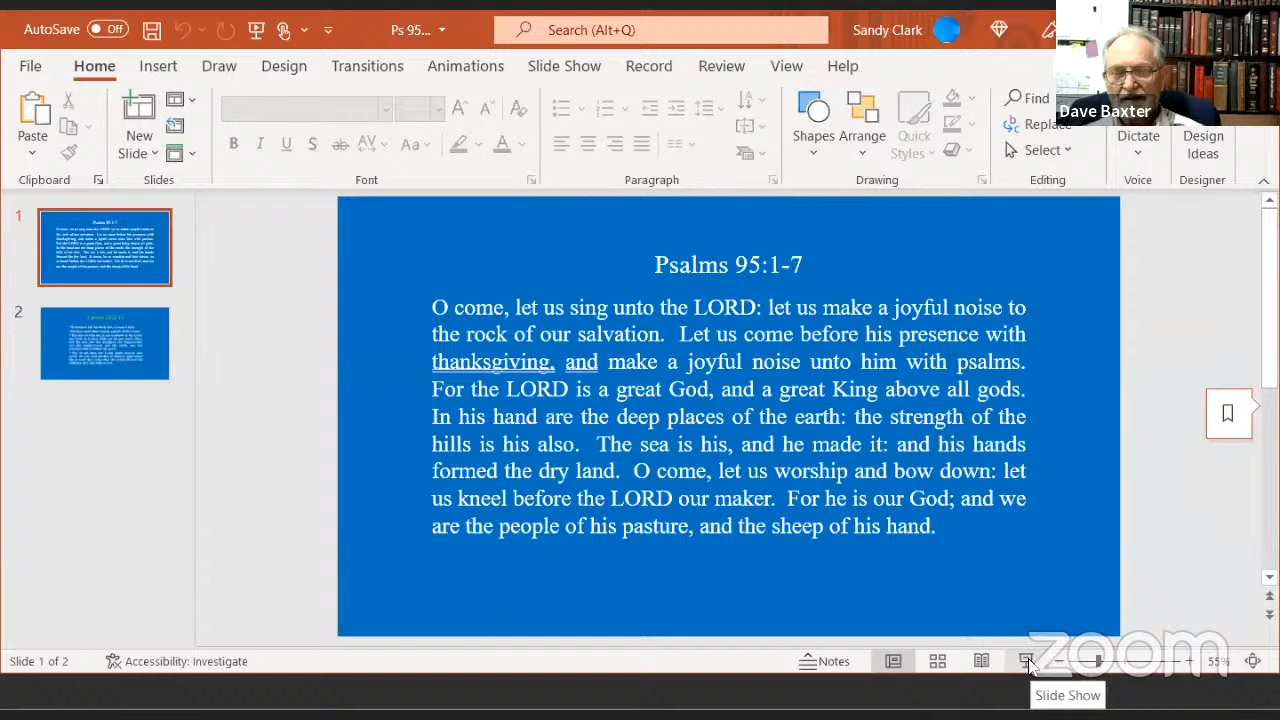 AutoSave Off Ps 95... Search (Alt+Q) Sandy Clark
Dave Baxter
File Home Insert Draw Design Transitions Animations Slide Show Record Review View Help
Paste
New
Slide
B I U S ab AV Aa A
Shapes Arrange Quick
Styles
Find
Replace
Select
Dictate Design
Ideas
Clipboard Slides Font Paragraph Drawing Editing Voice Designer
1
Psalms 95:1-7
2
Psalms 95:1-7
O come, let us sing unto the LORD: let us make a joyful noise to
the rock of our salvation. Let us come before his presence with
thanksgiving, and make a joyful noise unto him with psalms.
For the LORD is a great God, and a great King above all gods.
In his hand are the deep places of the earth: the strength of the
hills is his also. The sea is his, and he made it: and his hands
formed the dry land. O come, let us worship and bow down: let
us kneel before the LORD our maker. For he is our God; and we
are the people of his pasture, and the sheep of his hand.
zoom
Slide 1 of 2 Accessibility: Investigate Notes 55%
Slide Show